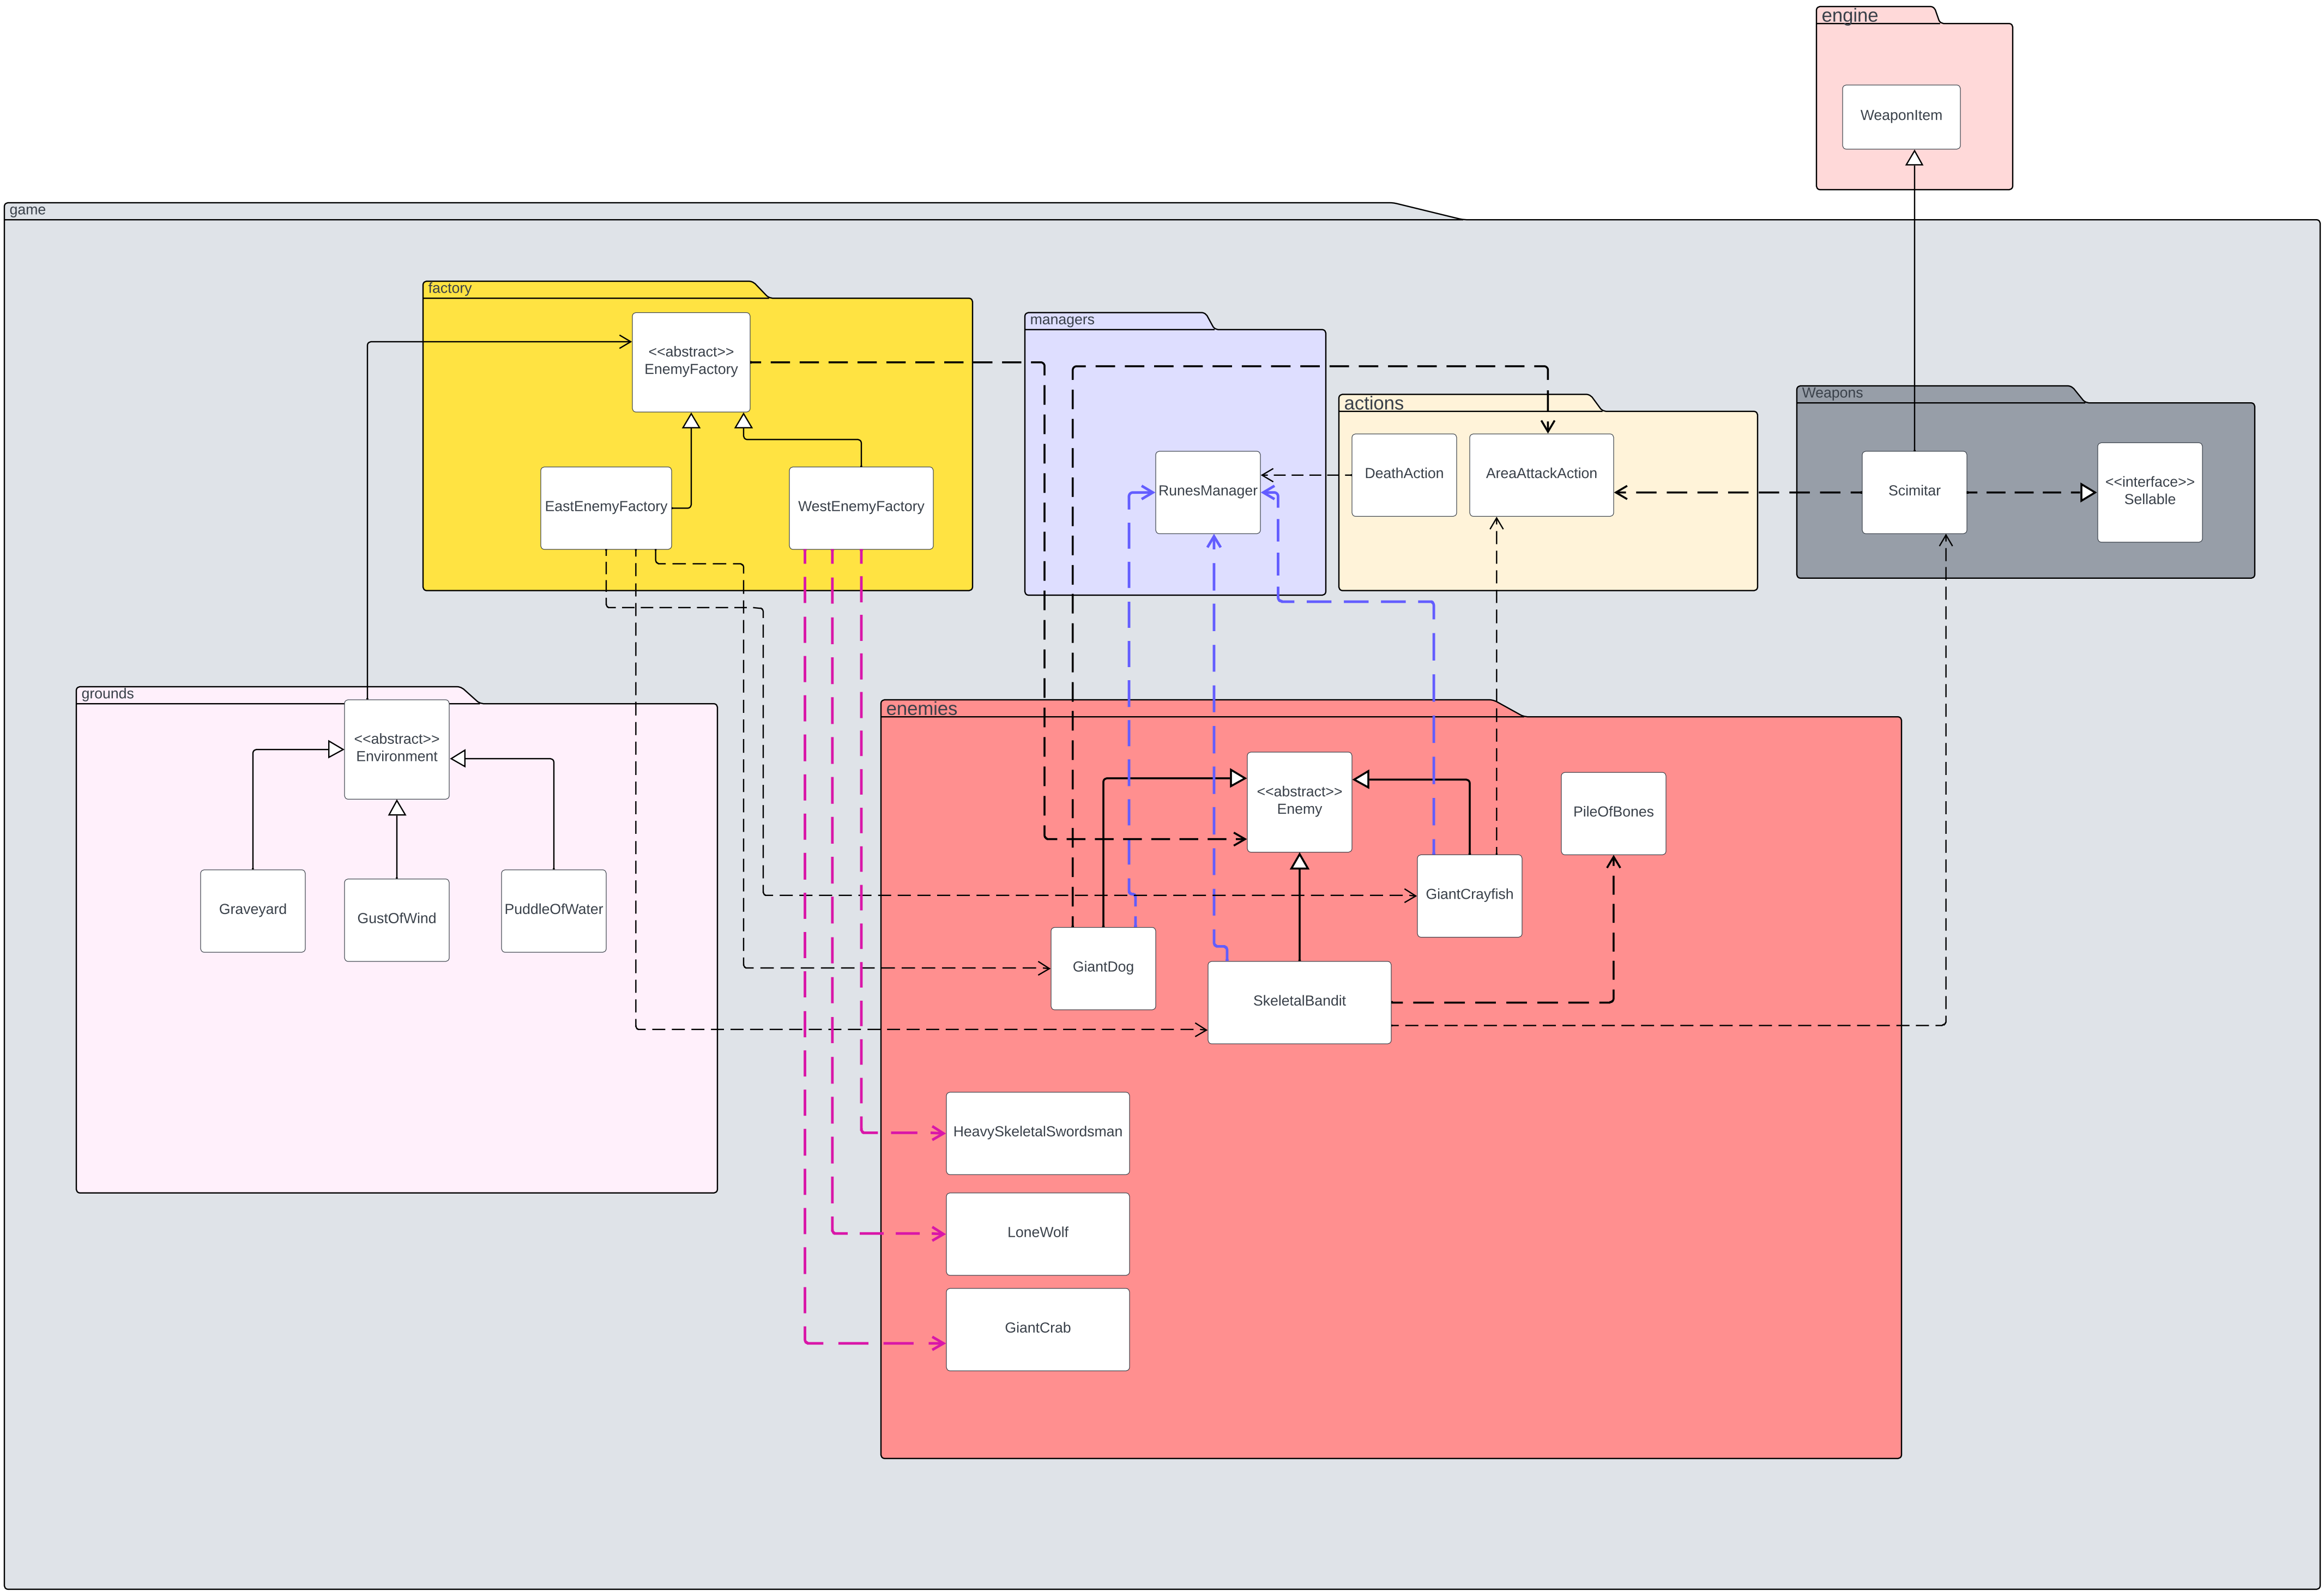 engine
WeaponItem
game
factory
<<abstract>>
EnemyFactory
EastEnemyFactory
WestEnemyFactory
managers
RunesManager
actions
DeathAction
AreaAttackAction
Weapons
Scimitar
<<interface>>
Sellable
grounds
<<abstract>>
Environment
Graveyard
GustOfWind
PuddleOfWater
enemies
<<abstract>>
Enemy
PileOfBones
GiantCrayfish
GiantDog
SkeletalBandit
HeavySkeletalSwordsman
LoneWolf
GiantCrab